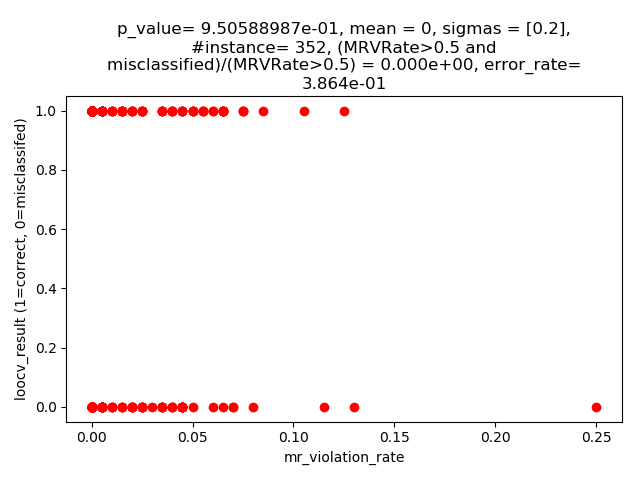 p_value= 9.50588987e-01, mean = 0, sigmas = [0.2],
#instance= 352, (MRVRate>0.5 and
misclassified)/(MRVRate>0.5) = 0.000e+00, error_rate=
3.864e-01
loocv_result (1=correct, 0=misclassifed)
1.0
0.8
0.6
0.4
0.2
0.0
0.00 0.05 0.10 0.15 0.20 0.25
mr_violation_rate